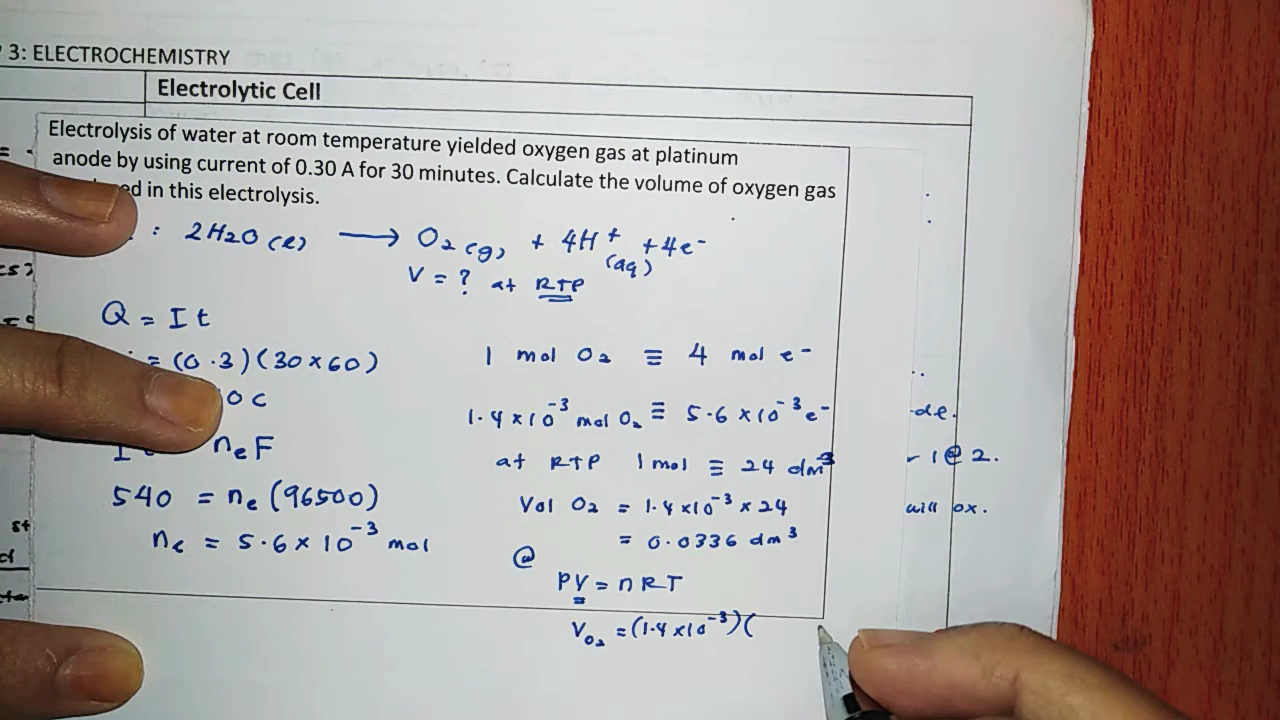 3: ELECTROCHEMISTRY
Electrolytic Cell
Electrolysis of water at room temperature yielded oxygen gas at platinum
anode by using current of 0.30 A for 30 minutes. Calculate the volume of oxygen gas
ed in this electrolysis.
: 2H2O (l) ⟶ O2 (g) + 4H+ (aq) + 4e-
V = ? at RTP
Q = It
= (0.3)(30×60)
0 C
neF
540 = ne (96500)
ne = 5.6 × 10^-3 mol
1 mol O2 ≡ 4 mol e-
1.4×10^-3 mol O2 ≡ 5.6×10^-3 e-
at RTP 1 mol ≡ 24 dm3
Vol O2 = 1.4×10^-3 × 24
= 0.0336 dm3
@
PV = nRT
VO2 = (1.4×10^-3)(
de.
- 1@2.
will ox.